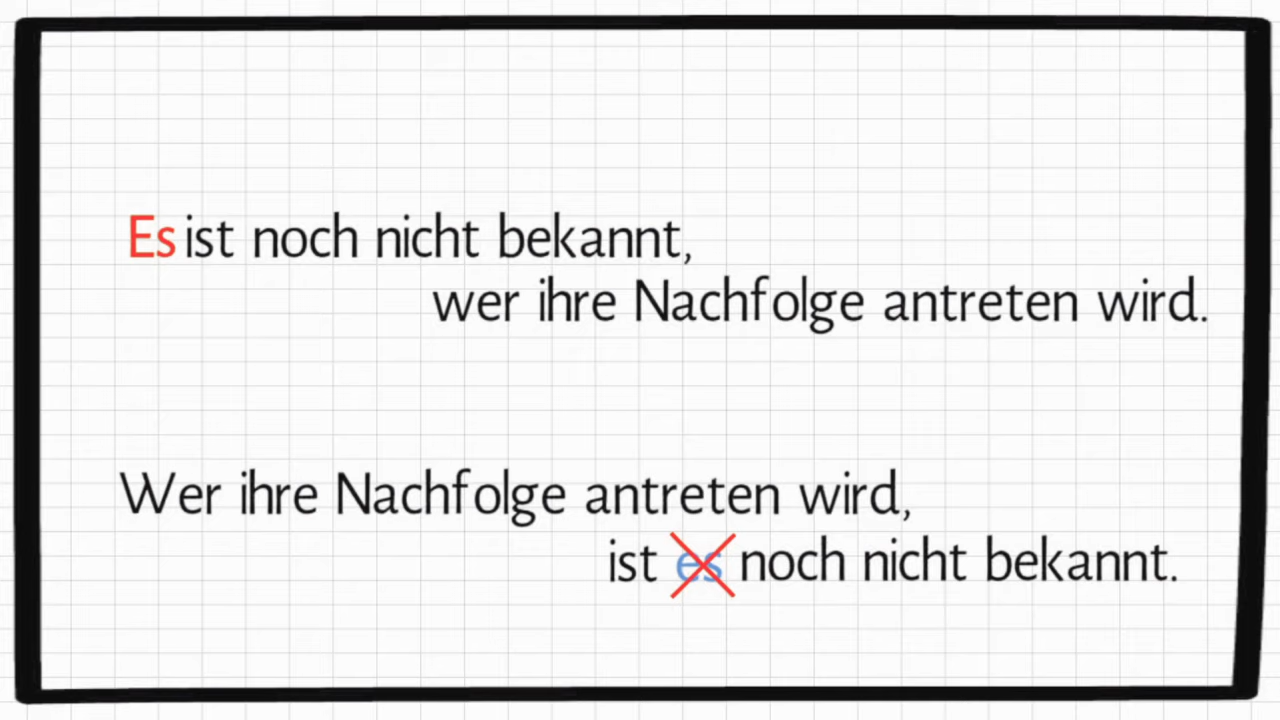 Es ist noch nicht bekannt,
wer ihre Nachfolge antreten wird.
Wer ihre Nachfolge antreten wird,
ist es noch nicht bekannt.